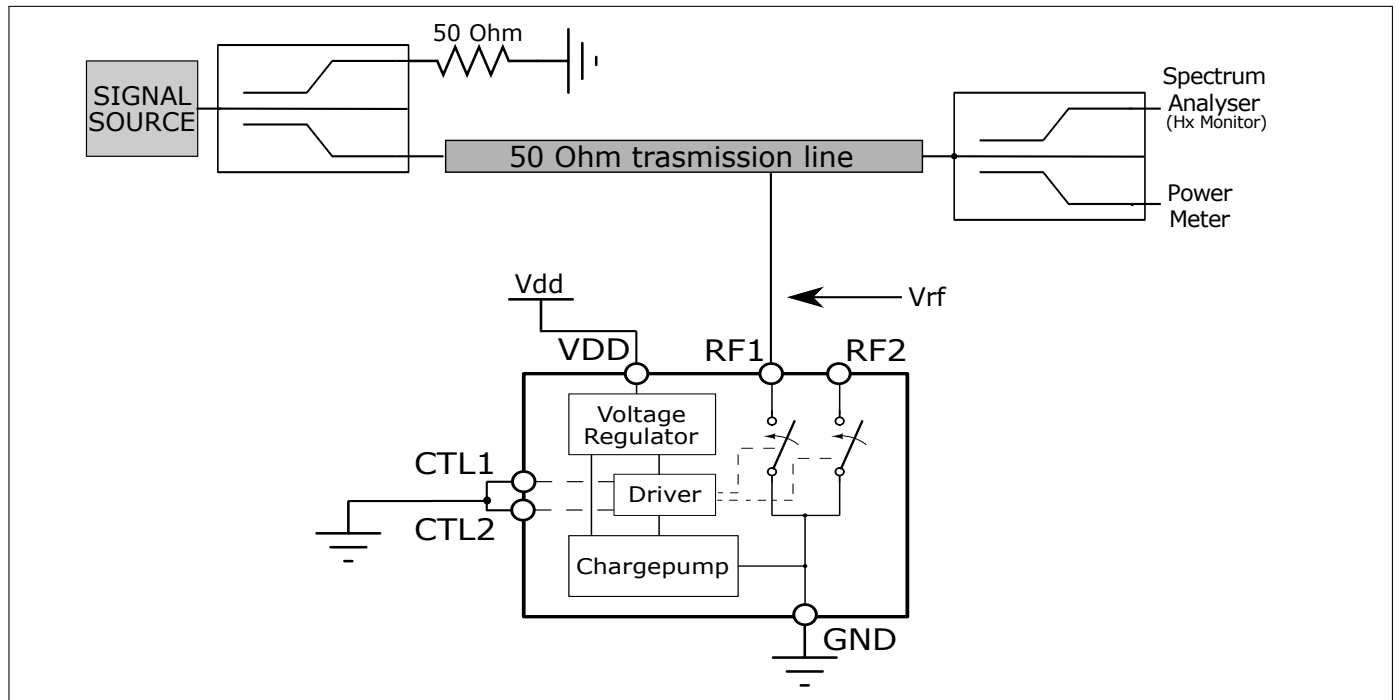 50 Ohm
SIGNAL
SOURCE
Spectrum
Analyser
(Hx Monitor)
50 Ohm trasmission line
Power
Meter
Vdd
Vrf
VDD
RF1
RF2
Voltage
Regulator
CTL1
Driver
CTL2
Chargepump
GND